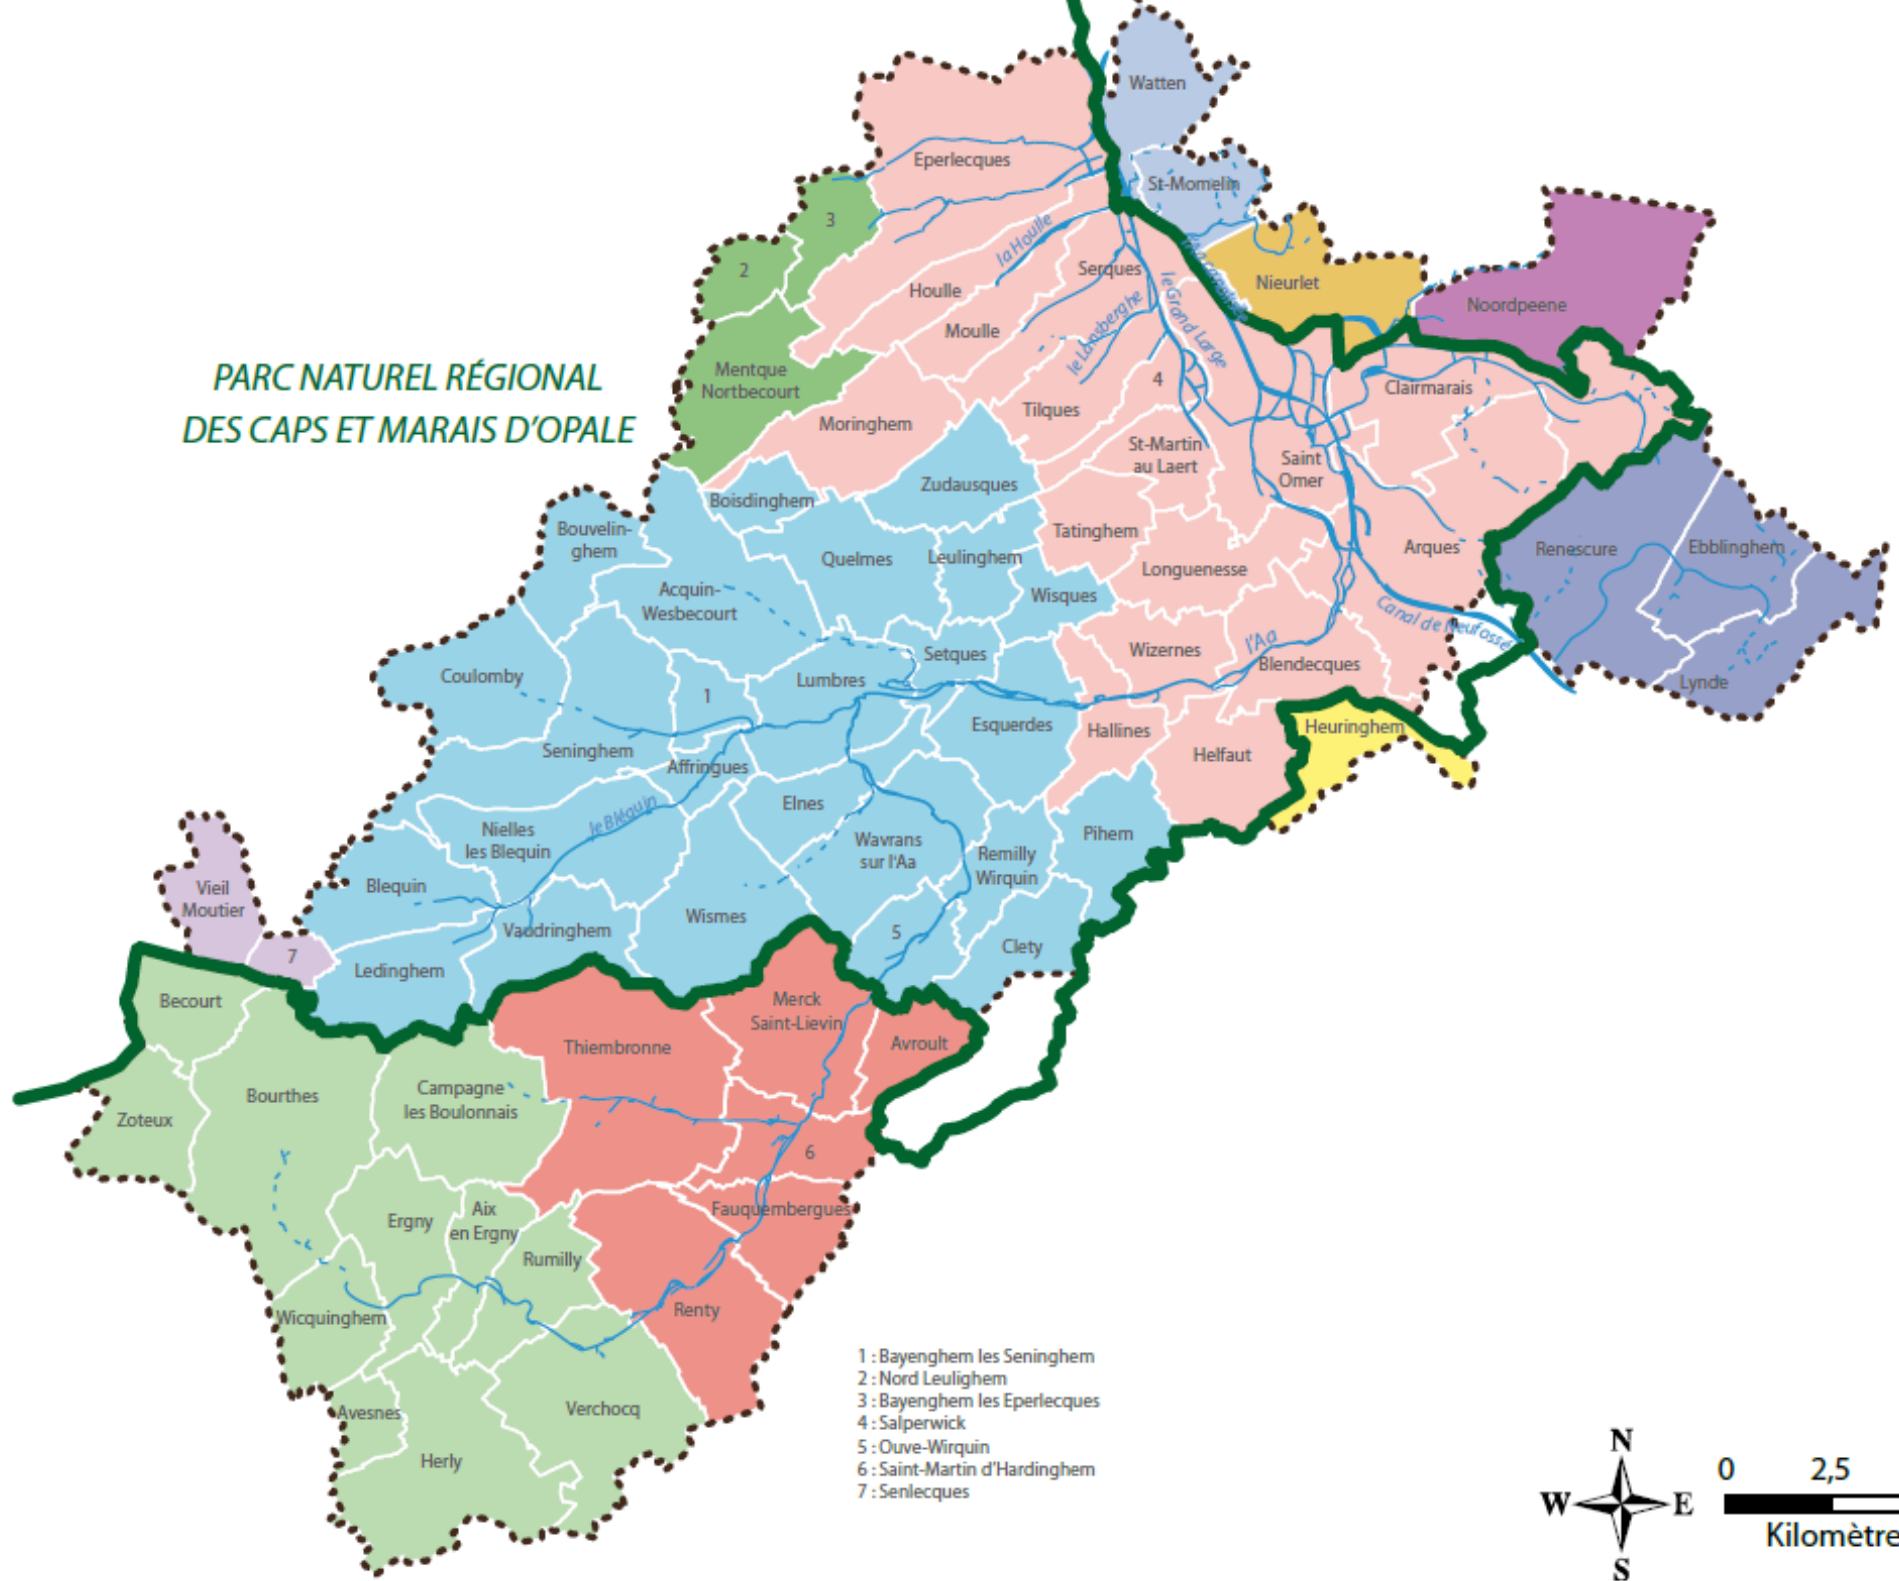 Watten
Eperlecques
St-Momelin
3
2
la Houlle
Serques
l'Aa canalisée
Nieurlet
Noordpeene
Houlle
Moulle
le Lansberghe
le Grand Large
PARC NATUREL RÉGIONAL
DES CAPS ET MARAIS D'OPALE
Mentque
Nortbecourt
4
Clairmarais
Tilques
Moringhem
St-Martin
au Laert
Saint
Omer
Zudausques
Boisdinghem
Bouvelin-
ghem
Tatinghem
Quelmes
Leulinghem
Arques
Renescure
Ebblinghem
Longuenesse
Acquin-
Wesbecourt
Wisques
Canal de Neufossé
l'Aa
Setques
Wizernes
Blendecques
Coulomby
1
Lumbres
Lynde
Esquerdes
Hallines
Heuringhem
Seninghem
Affringues
Helfaut
Elnes
le Bléquin
Nielles
les Blequin
Wavrans
sur l'Aa
Pihem
Remilly
Wirquin
Blequin
Vieil
Moutier
Wismes
Vaudringhem
5
Clety
7
Ledinghem
Becourt
Merck
Saint-Lievin
Thiembronne
Avroult
Bourthes
Campagne
les Boulonnais
Zoteux
6
Fauquembergues
Ergny
Aix
en Ergny
Rumilly
Wicquinghem
Renty
Avesnes
Verchocq
Herly
1 : Bayenghem les Seninghem
2 : Nord Leulighem
3 : Bayenghem les Eperlecques
4 : Salperwick
5 : Ouve-Wirquin
6 : Saint-Martin d'Hardinghem
7 : Senlecques
N
W E
S
0 2,5
Kilomètre